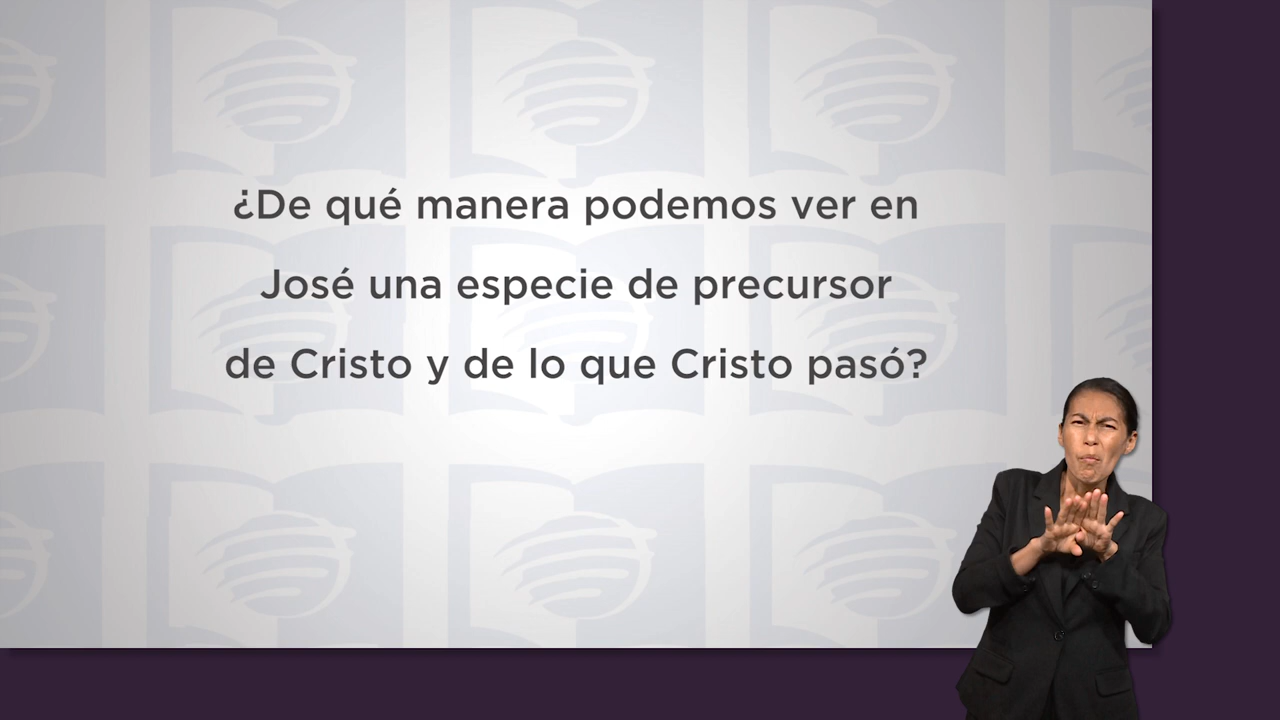 ¿De qué manera podemos ver en
José una especie de precursor
de Cristo y de lo que Cristo pasó?